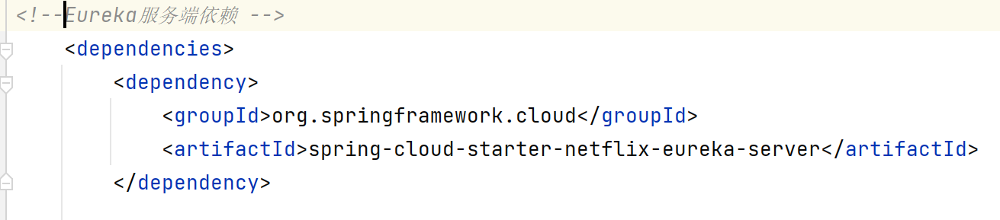 <!--Eureka服务端依赖 -->
<dependencies>
<dependency>
<groupId>org.springframework.cloud</groupId>
<artifactId>spring-cloud-starter-netflix-eureka-server</artifactId>
</dependency>